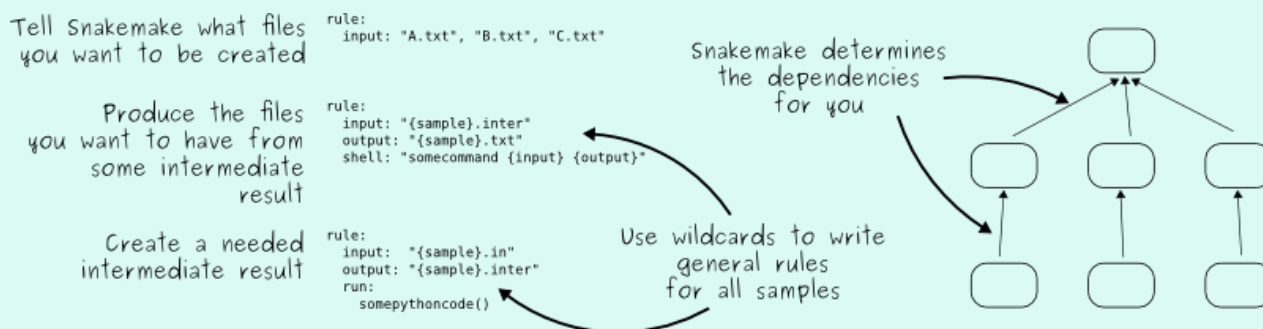 Tell Snakemake what files
you want to be created
rule:
input: "A.txt", "B.txt", "C.txt"
Produce the files
you want to have from
some intermediate
result
rule:
input: "{sample}.inter"
output: "{sample}.txt"
shell: "somecommand {input} {output}"
Create a needed
intermediate result
rule:
input: "{sample}.in"
output: "{sample}.inter"
run:
somepythoncode()
Use wildcards to write
general rules
for all samples
Snakemake determines
the dependencies
for you